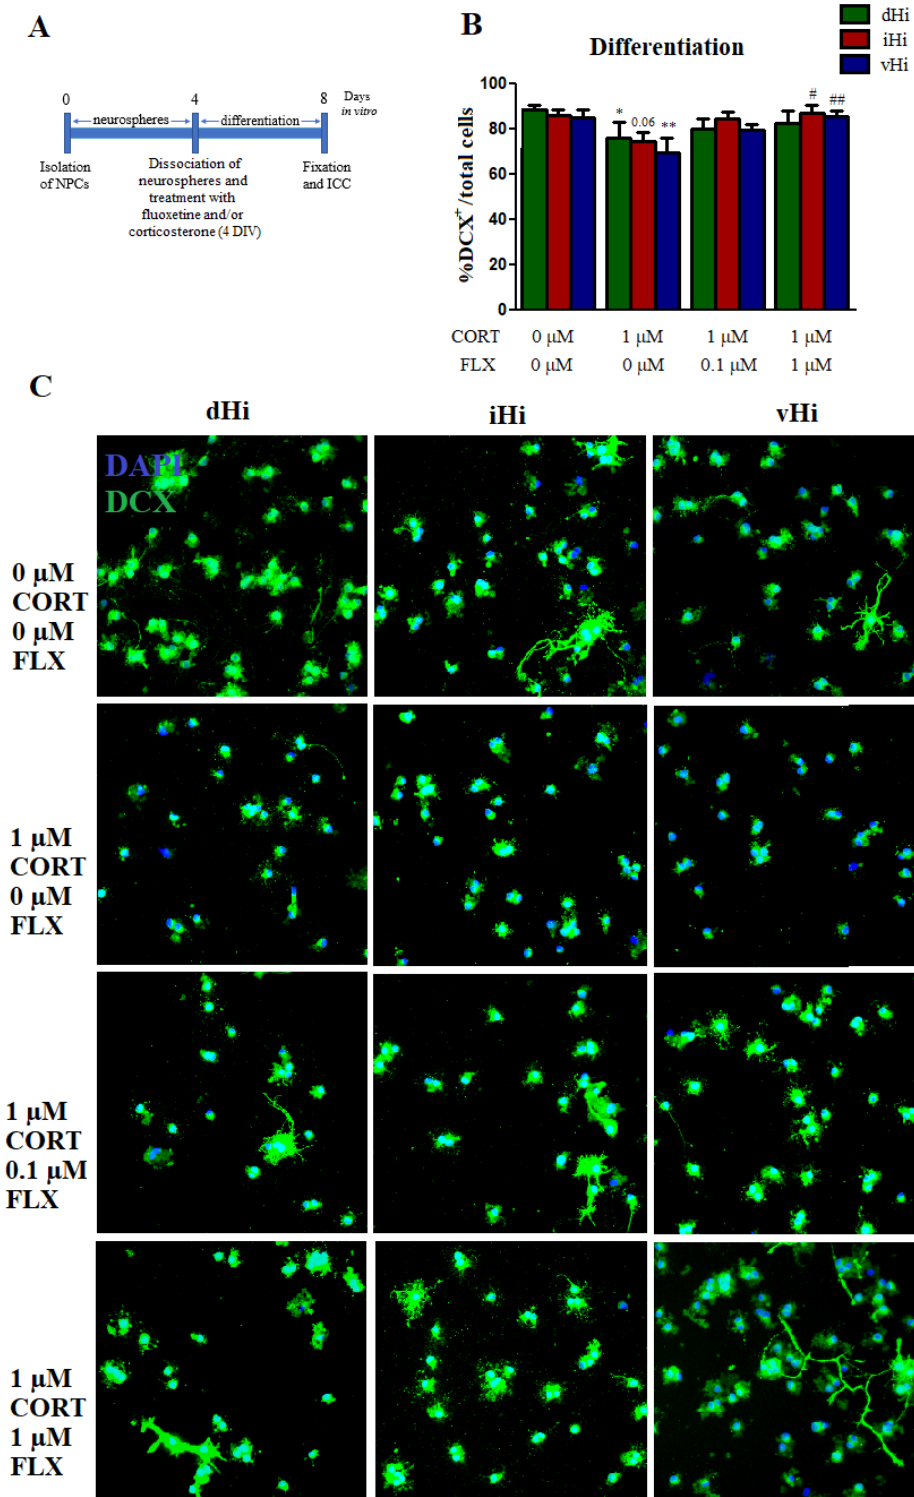 A
0
4
8
Days
in vitro
neurospheres
differentiation
Isolation
of NPCs
Dissociation of
neurospheres and
treatment with
fluoxetine and/or
corticosterone (4 DIV)
Fixation
and ICC
B
dHi
iHi
vHi
Differentiation
%DCX⁺/total cells
100
80
60
40
20
0
*
0.06
**
#
##
CORT 0 μM 1 μM 1 μM 1 μM
FLX 0 μM 0 μM 0.1 μM 1 μM
C
dHi iHi vHi
DAPI
DCX
0 μM
CORT
0 μM
FLX
1 μM
CORT
0 μM
FLX
1 μM
CORT
0.1 μM
FLX
1 μM
CORT
1 μM
FLX